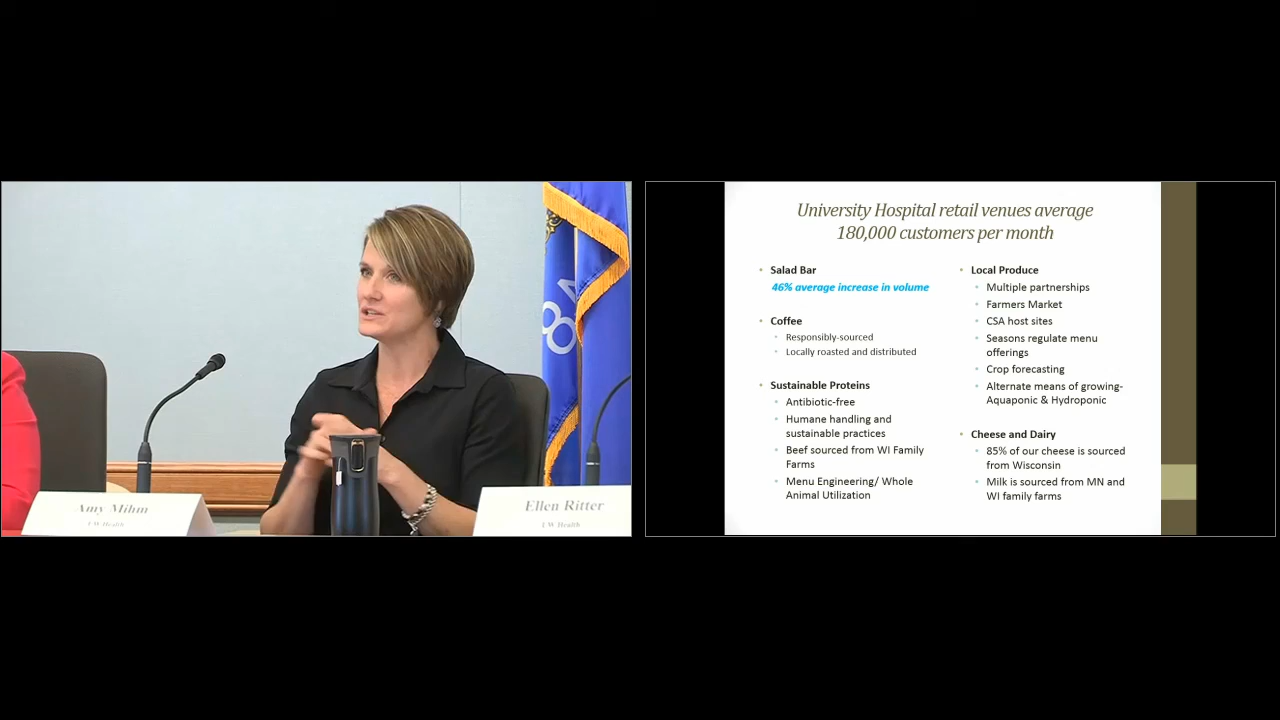 Amy Mihm
UW Health
Ellen Ritter
UW Health
8
University Hospital retail venues average
180,000 customers per month
Salad Bar
46% average increase in volume
Coffee
Responsibly-sourced
Locally roasted and distributed
Sustainable Proteins
Antibiotic-free
Humane handling and
sustainable practices
Beef sourced from WI Family
Farms
Menu Engineering/ Whole
Animal Utilization
Local Produce
Multiple partnerships
Farmers Market
CSA host sites
Seasons regulate menu
offerings
Crop forecasting
Alternate means of growing-
Aquaponic & Hydroponic
Cheese and Dairy
85% of our cheese is sourced
from Wisconsin
Milk is sourced from MN and
WI family farms